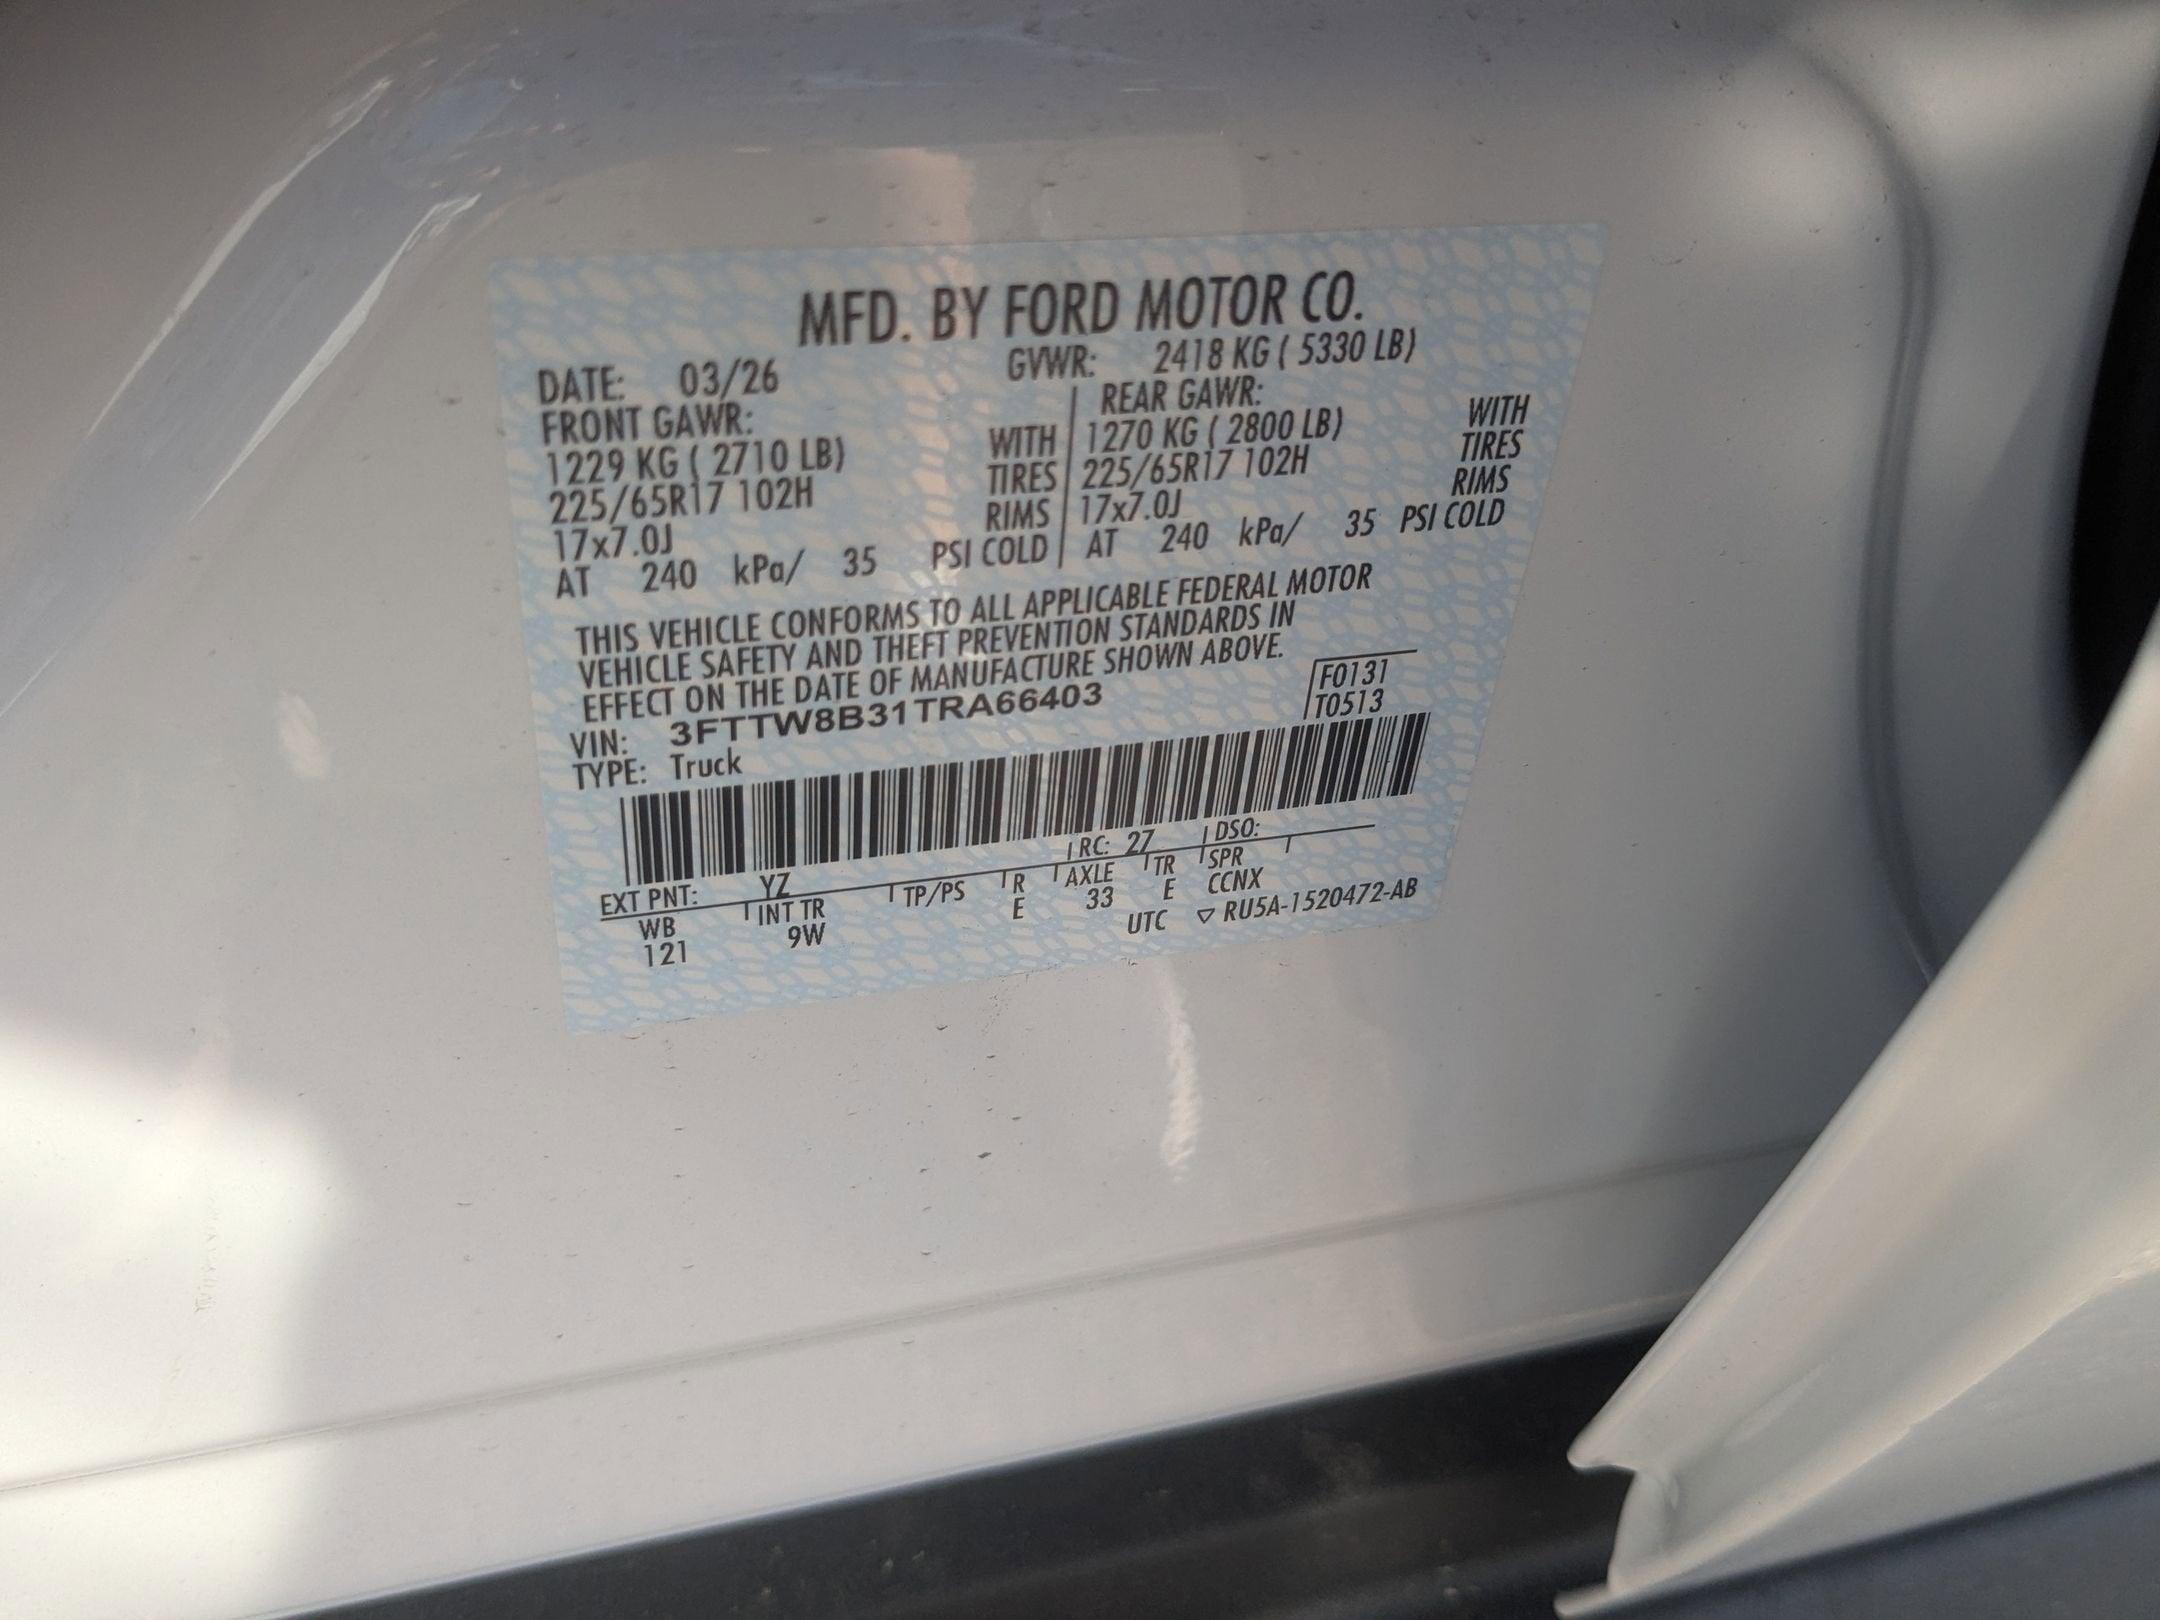 MFD. BY FORD MOTOR CO.
DATE: 03/26 GVWR: 2418 KG ( 5330 LB)
FRONT GAWR: REAR GAWR:
1229 KG ( 2710 LB) WITH 1270 KG ( 2800 LB) WITH
225/65R17 102H TIRES 225/65R17 102H TIRES
17x7.0J RIMS 17x7.0J RIMS
AT 240 kPa/ 35 PSI COLD AT 240 kPa/ 35 PSI COLD
THIS VEHICLE CONFORMS TO ALL APPLICABLE FEDERAL MOTOR
VEHICLE SAFETY AND THEFT PREVENTION STANDARDS IN
EFFECT ON THE DATE OF MANUFACTURE SHOWN ABOVE.
VIN: 3FTTW8B31TRA66403 F0131
TYPE: Truck T0513
EXT PNT: YZ RC: 27 DSO:
WB INT TR TP/PS R AXLE TR SPR
121 9W E 33 E CCNX
UTC ▽ RU5A-1520472-AB